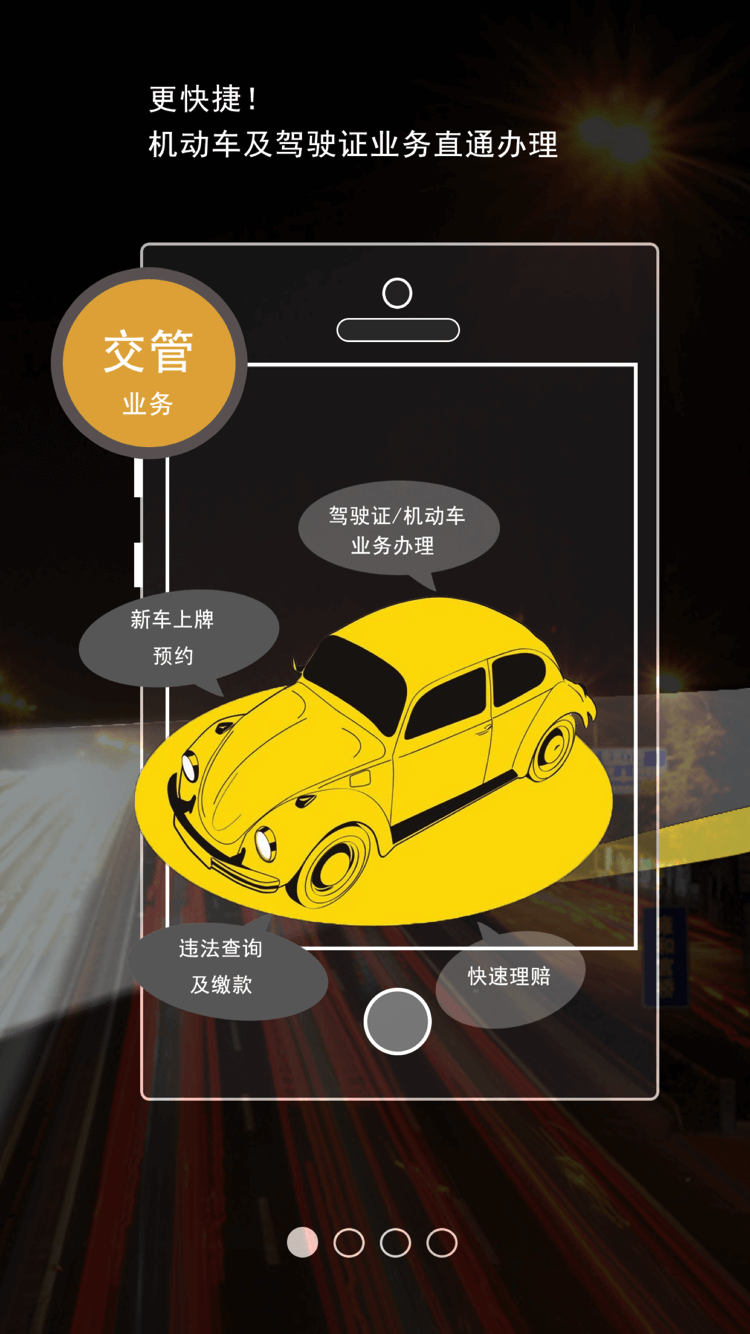 更快捷!
机动车及驾驶证业务直通办理
交管
业务
驾驶证/机动车
业务办理
新车上牌
预约
违法查询
及缴款
快速理赔